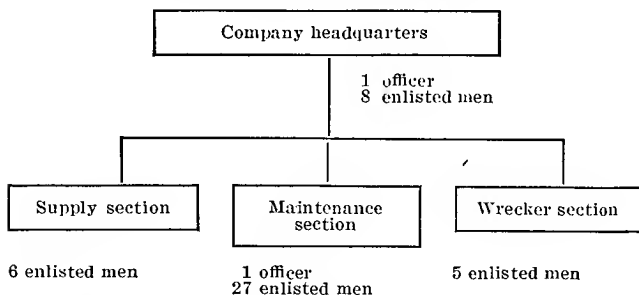 Company headquarters
1 officer
8 enlisted men
Supply section
Maintenance
section
Wrecker section
6 enlisted men
1 officer
27 enlisted men
5 enlisted men